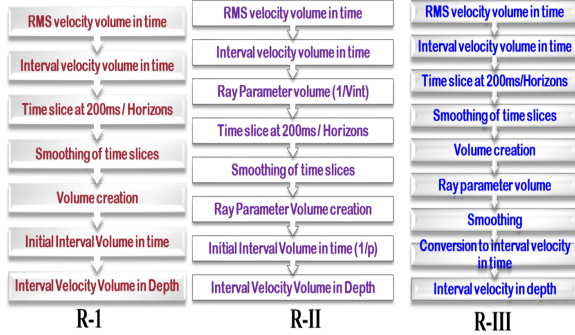 RMS velocity volume in time
Interval velocity volume in time
Time slice at 200ms / Horizons
Smoothing of time slices
Volume creation
Initial Interval Volume in time
Interval Velocity Volume in Depth
R-1
RMS velocity volume in time
Interval velocity volume in time
Ray Parameter volume (1/Vint)
Time slice at 200ms / Horizons
Smoothing of time slices
Ray Parameter Volume creation
Initial Interval Volume in time (1/p)
Interval Velocity Volume in Depth
R-II
RMS velocity volume in time
Interval velocity volume in time
Time slice at 200ms/Horizons
Smoothing of time slices
Volume creation
Ray parameter volume
Smoothing
Conversion to interval velocity
in time
Interval velocity in depth
R-III